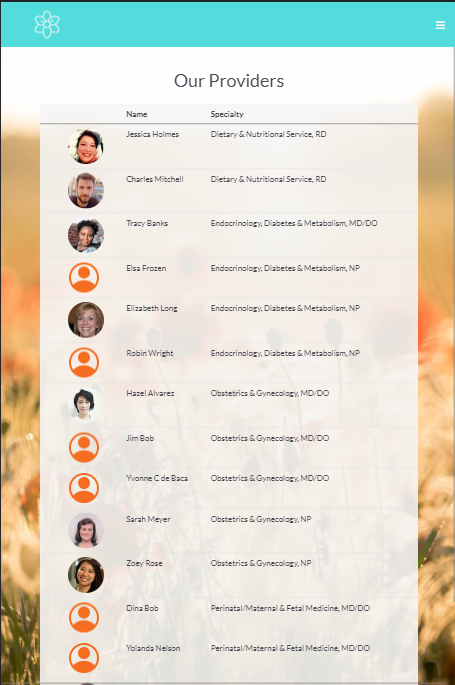 Our Providers
Name Specialty
Jessica Holmes Dietary & Nutritional Service, RD
Charles Mitchell Dietary & Nutritional Service, RD
Tracy Banks Endocrinology, Diabetes & Metabolism, MD/DO
Elsa Frozen Endocrinology, Diabetes & Metabolism, NP
Elizabeth Long Endocrinology, Diabetes & Metabolism, NP
Robin Wright Endocrinology, Diabetes & Metabolism, NP
Hazel Alvarez Obstetrics & Gynecology, MD/DO
Jim Bob Obstetrics & Gynecology, MD/DO
Yvonne C de Baca Obstetrics & Gynecology, MD/DO
Sarah Meyer Obstetrics & Gynecology, NP
Zoey Rose Obstetrics & Gynecology, NP
Dina Bob Perinatal/Maternal & Fetal Medicine, MD/DO
Yolanda Nelson Perinatal/Maternal & Fetal Medicine, MD/DO